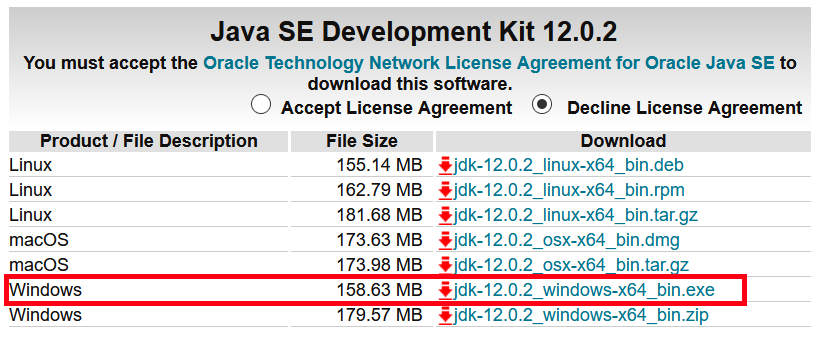 Java SE Development Kit 12.0.2
You must accept the Oracle Technology Network License Agreement for Oracle Java SE to
download this software.
Accept License Agreement Decline License Agreement
Product / File Description File Size Download
Linux 155.14 MB jdk-12.0.2_linux-x64_bin.deb
Linux 162.79 MB jdk-12.0.2_linux-x64_bin.rpm
Linux 181.68 MB jdk-12.0.2_linux-x64_bin.tar.gz
macOS 173.63 MB jdk-12.0.2_osx-x64_bin.dmg
macOS 173.98 MB jdk-12.0.2_osx-x64_bin.tar.gz
Windows 158.63 MB jdk-12.0.2_windows-x64_bin.exe
Windows 179.57 MB jdk-12.0.2_windows-x64_bin.zip